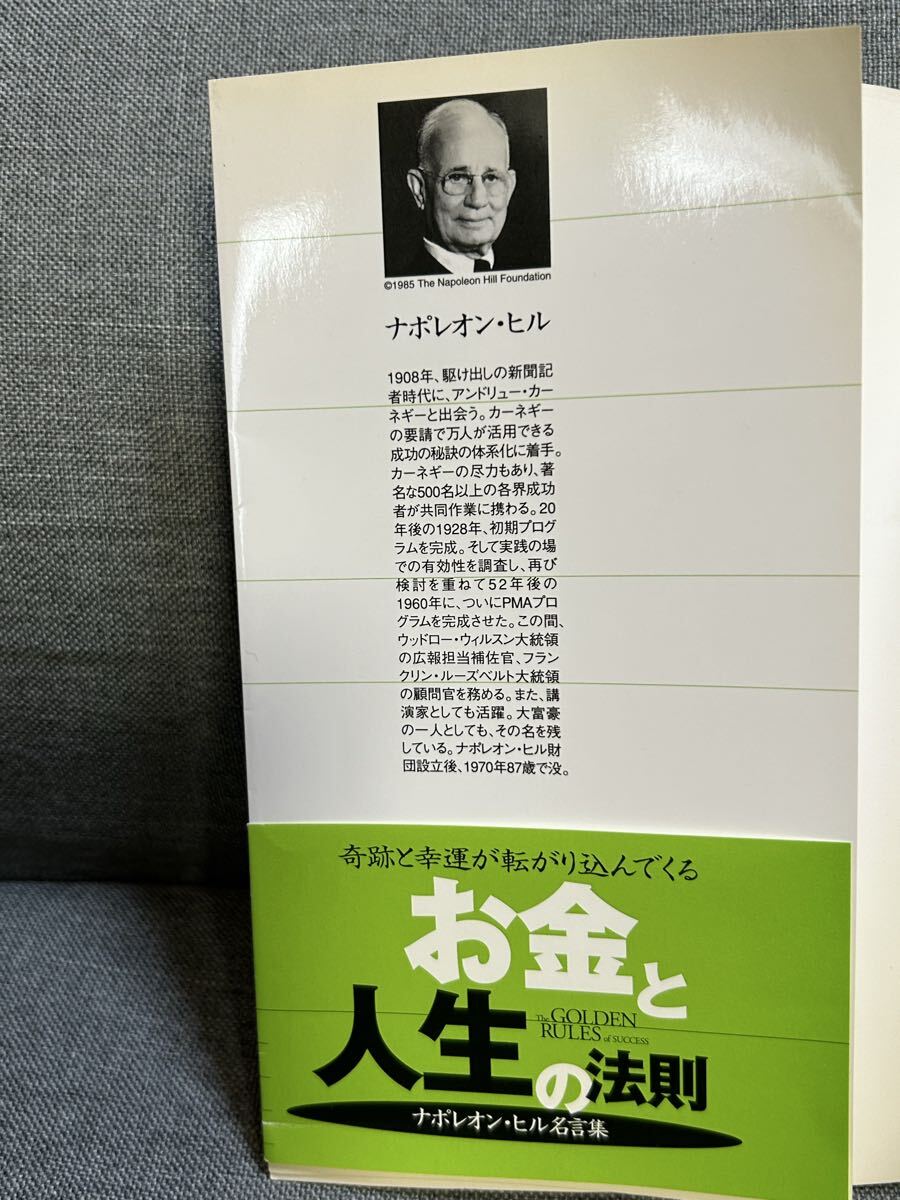 ©1985 The Napoleon Hill Foundation
ナポレオン・ヒル
1908年、駆け出しの新聞記
者時代に、アンドリュー・カー
ネギーと出会う。カーネギー
の要請で万人が活用できる
成功の秘訣の体系化に着手。
カーネギーの尽力もあり、著
名な500名以上の各界成功
者が共同作業に携わる。20
年後の1928年、初期プログ
ラムを完成。そして実践の場
での有効性を調査し、再び
検討を重ねて52年後の
1960年に、ついにPMAプロ
グラムを完成させた。この間、
ウッドロー・ウィルスン大統領
の広報担当補佐官、フラン
クリン・ルーズベルト大統領
の顧問官を務める。また、講
演家としても活躍。大富豪
の一人としても、その名を残
している。ナポレオン・ヒル財
団設立後、1970年87歳で没。
奇跡と幸運が転がり込んでくる
お金と
人生の法則
The GOLDEN
RULES of SUCCESS
ナポレオン・ヒル名言集